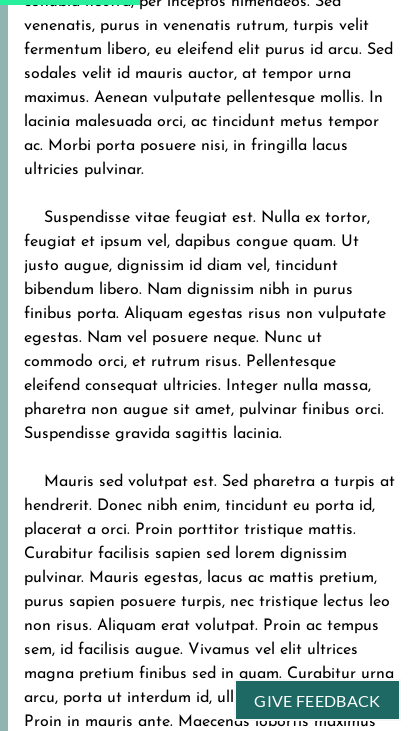 conubia nostra, per inceptos himenaeos. Sed
venenatis, purus in venenatis rutrum, turpis velit
fermentum libero, eu eleifend elit purus id arcu. Sed
sodales velit id mauris auctor, at tempor urna
maximus. Aenean vulputate pellentesque mollis. In
lacinia malesuada orci, ac tincidunt metus tempor
ac. Morbi porta posuere nisi, in fringilla lacus
ultricies pulvinar.
Suspendisse vitae feugiat est. Nulla ex tortor,
feugiat et ipsum vel, dapibus congue quam. Ut
justo augue, dignissim id diam vel, tincidunt
bibendum libero. Nam dignissim nibh in purus
finibus porta. Aliquam egestas risus non vulputate
egestas. Nam vel posuere neque. Nunc ut
commodo orci, et rutrum risus. Pellentesque
eleifend consequat ultricies. Integer nulla massa,
pharetra non augue sit amet, pulvinar finibus orci.
Suspendisse gravida sagittis lacinia.
Mauris sed volutpat est. Sed pharetra a turpis at
hendrerit. Donec nibh enim, tincidunt eu porta id,
placerat a orci. Proin porttitor tristique mattis.
Curabitur facilisis sapien sed lorem dignissim
pulvinar. Mauris egestas, lacus ac mattis pretium,
purus sapien posuere turpis, nec tristique lectus leo
non risus. Aliquam erat volutpat. Proin ac tempus
sem, id facilisis augue. Vivamus vel elit ultrices
magna pretium finibus sed in quam. Curabitur urna
arcu, porta ut interdum id, ull
GIVE FEEDBACK
Proin in mauris ante. Maecenas lobortis maximus